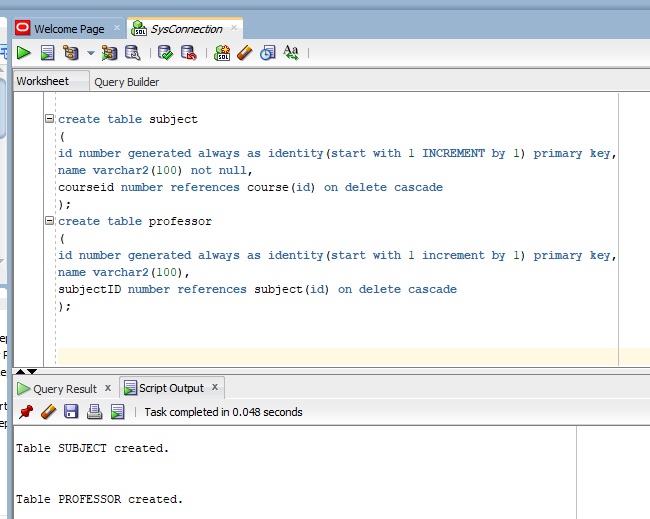 Welcome Page
SysConnection
SQL
Aa
Worksheet
Query Builder
create table subject
(
id number generated always as identity(start with 1 INCREMENT by 1) primary key,
name varchar2(100) not null,
courseid number references course(id) on delete cascade
);
create table professor
(
id number generated always as identity(start with 1 increment by 1) primary key,
name varchar2(100),
subjectID number references subject(id) on delete cascade
);
Query Result x
Script Output x
Task completed in 0.048 seconds
Table SUBJECT created.
Table PROFESSOR created.